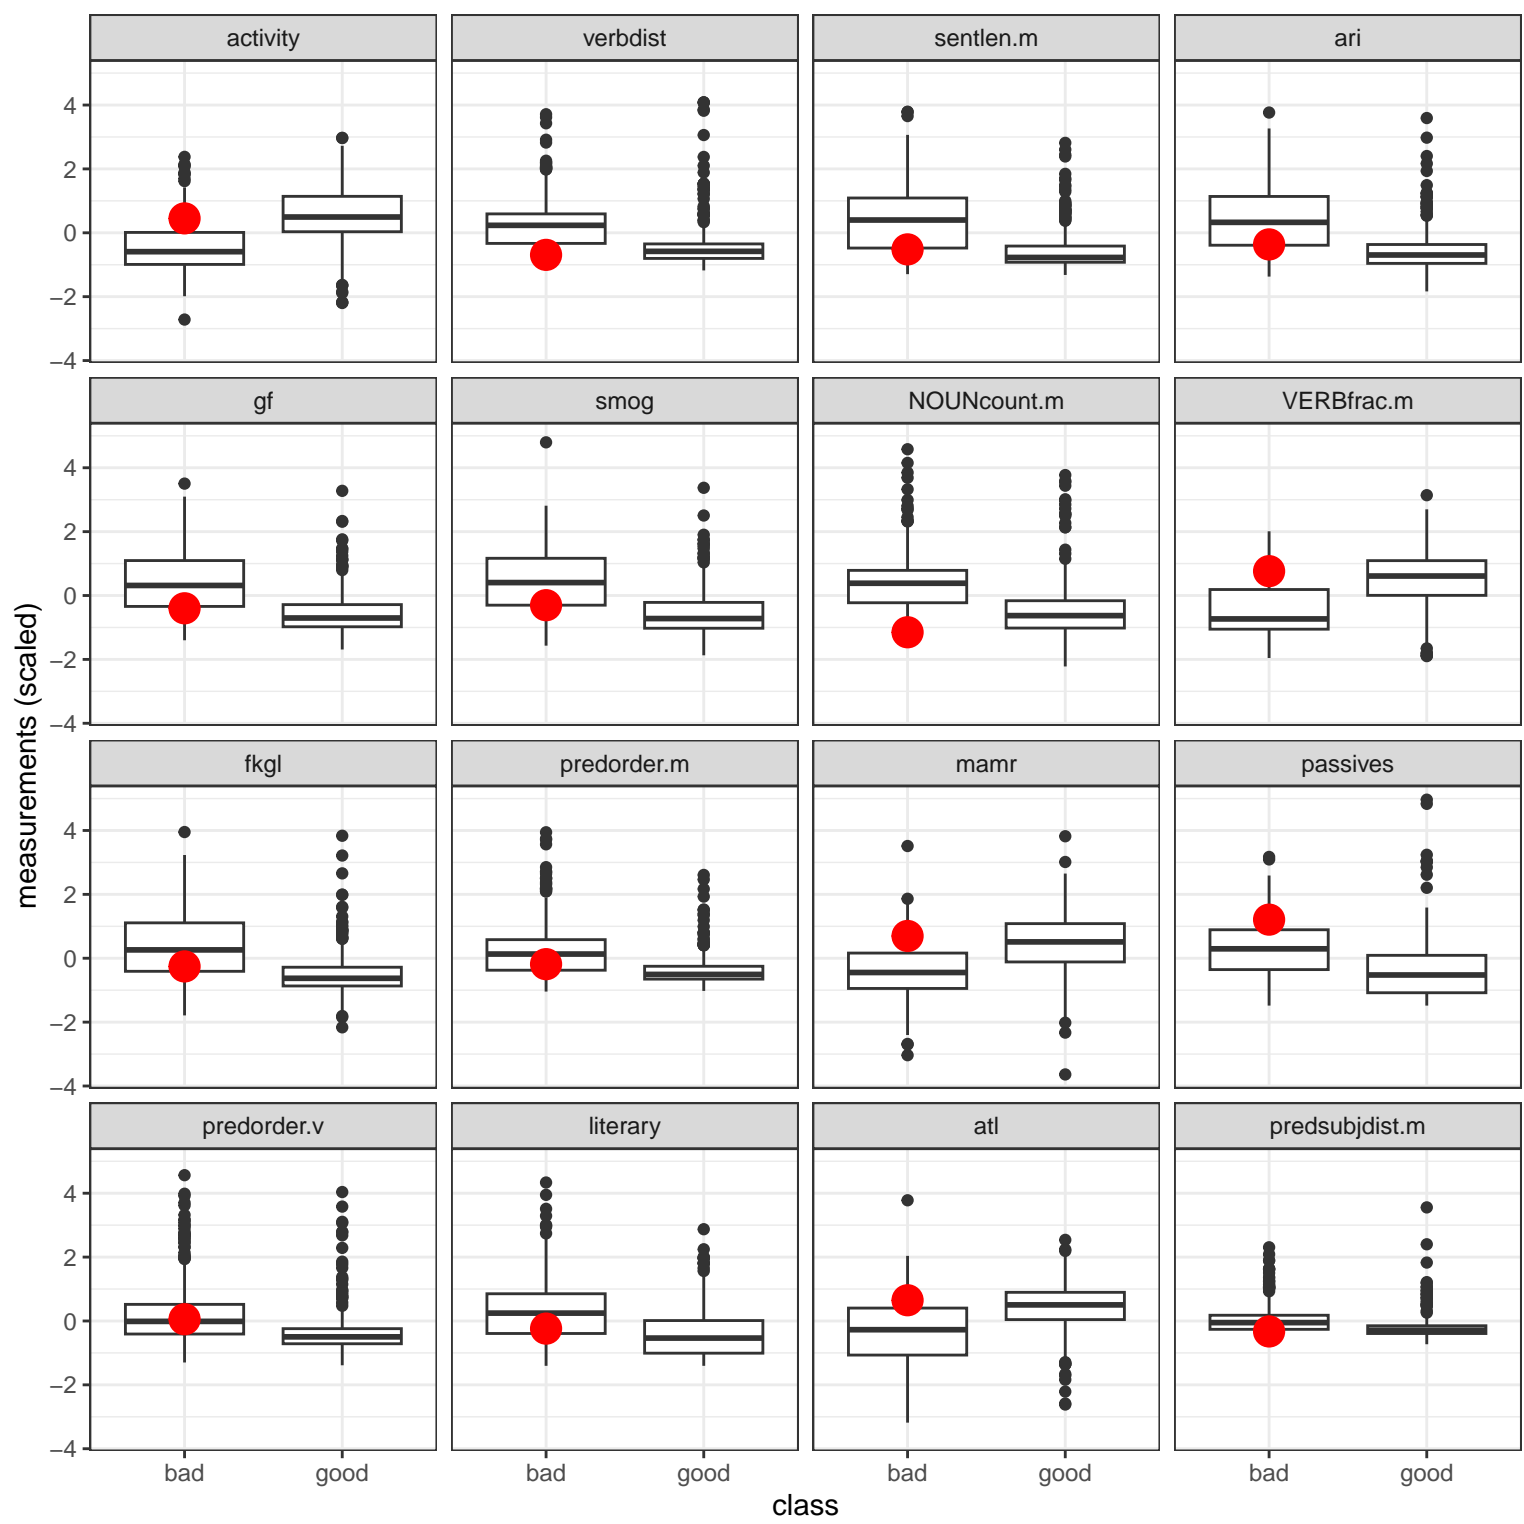 activity verbdist sentlen.m ari
4
2
0
−2
−4
gf smog NOUNcount.m VERBfrac.m
4
2
0
−2
−4
measurements (scaled)
fkgl predorder.m mamr passives
4
2
0
−2
−4
predorder.v literary atl predsubjdist.m
4
2
0
−2
−4
bad good bad good bad good bad good
class